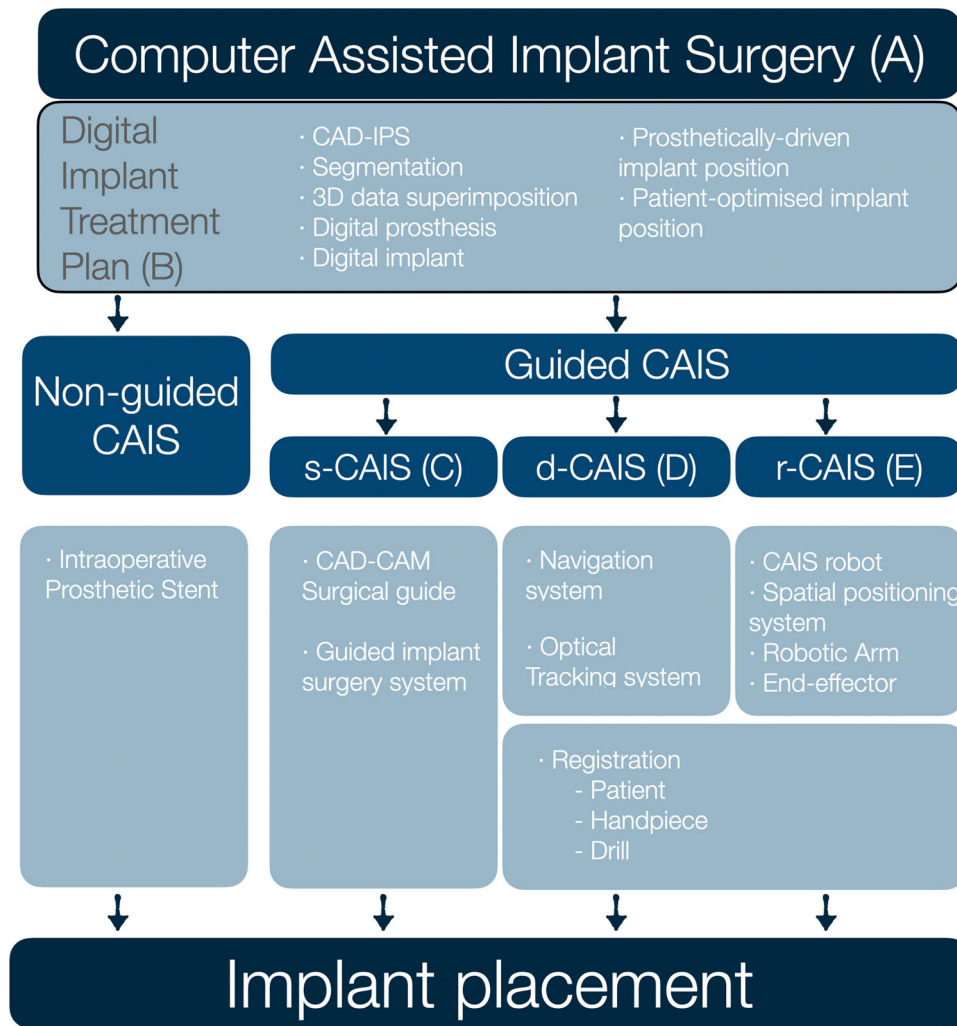 Computer Assisted Implant Surgery (A)
Digital
Implant
Treatment
Plan (B)
· CAD-IPS
· Segmentation
· 3D data superimposition
· Digital prosthesis
· Digital implant
· Prosthetically-driven
implant position
· Patient-optimised implant
position
Non-guided
CAIS
Guided CAIS
s-CAIS (C)
d-CAIS (D)
r-CAIS (E)
· Intraoperative
Prosthetic Stent
· CAD-CAM
Surgical guide
· Guided implant
surgery system
· Navigation
system
· Optical
Tracking system
· CAIS robot
· Spatial positioning
system
· Robotic Arm
· End-effector
· Registration
- Patient
- Handpiece
- Drill
Implant placement